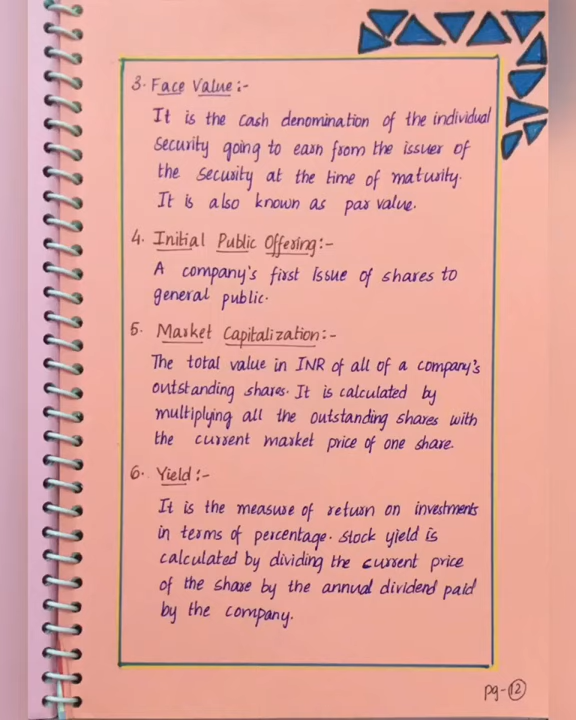 3. Face Value:-
It is the cash denomination of the individual
security going to earn from the issuer of
the security at the time of maturity.
It is also known as par value.
4. Initial Public Offering:-
A company's first issue of shares to
general public.
5. Market Capitalization:-
The total value in INR of all of a company's
outstanding shares. It is calculated by
multiplying all the outstanding shares with
the current market price of one share.
6. Yield:-
It is the measure of return on investments
in terms of percentage. Stock yield is
calculated by dividing the current price
of the share by the annual dividend paid
by the company.
pg-12